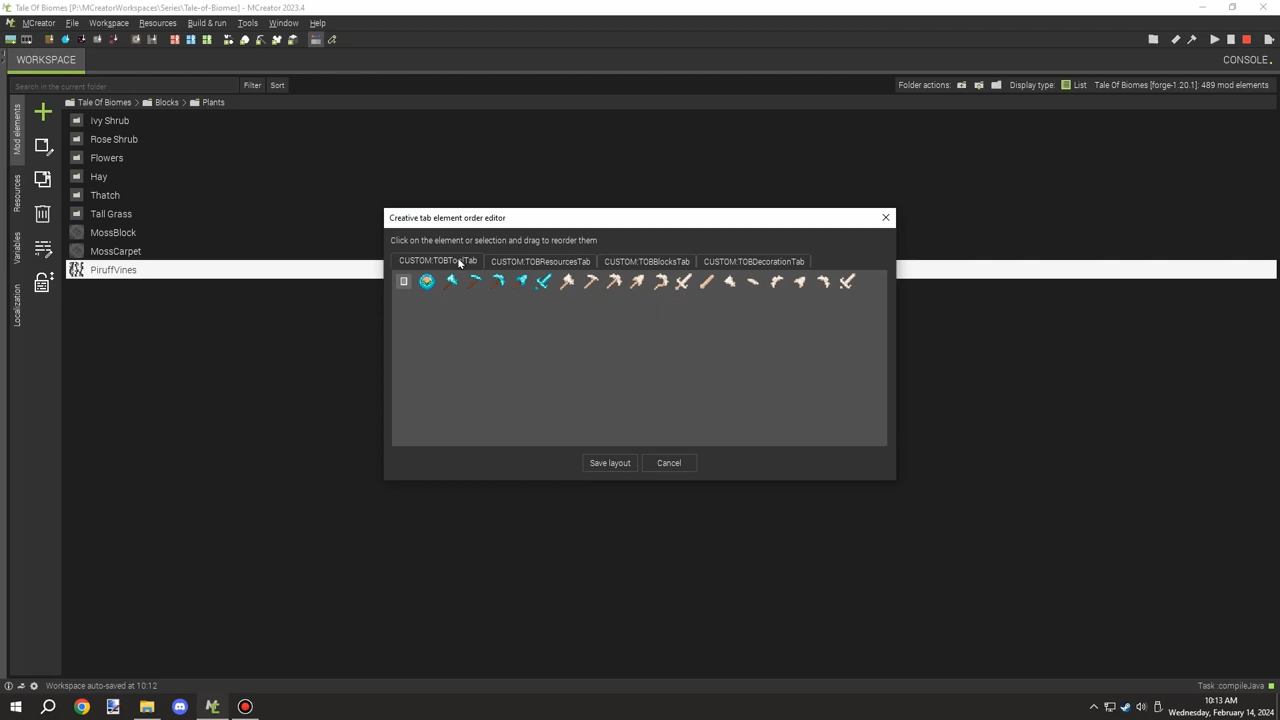 Tale Of Biomes [P:\MCreatorWorkspaces\Series\Tale-of-Biomes] - MCreator 2023.4
MCreator File Workspace Resources Build & run Tools Window Help
WORKSPACE
CONSOLE
Search in the current folder
Filter
Sort
Folder actions:
Display type:
List
Tale Of Biomes [forge-1.20.1]: 489 mod elements
Tale Of Biomes > Blocks > Plants
Mod elements
Resources
Variables
Localization
Ivy Shrub
Rose Shrub
Flowers
Hay
Thatch
Tall Grass
MossBlock
MossCarpet
PiruffVines
Creative tab element order editor
Click on the element or selection and drag to reorder them
CUSTOM:TOBToolTab
CUSTOM:TOBResourcesTab
CUSTOM:TOBBlocksTab
CUSTOM:TOBDecorationTab
Save layout
Cancel
Workspace auto-saved at 10:12
Task :compileJava
10:13 AM
Wednesday, February 14, 2024